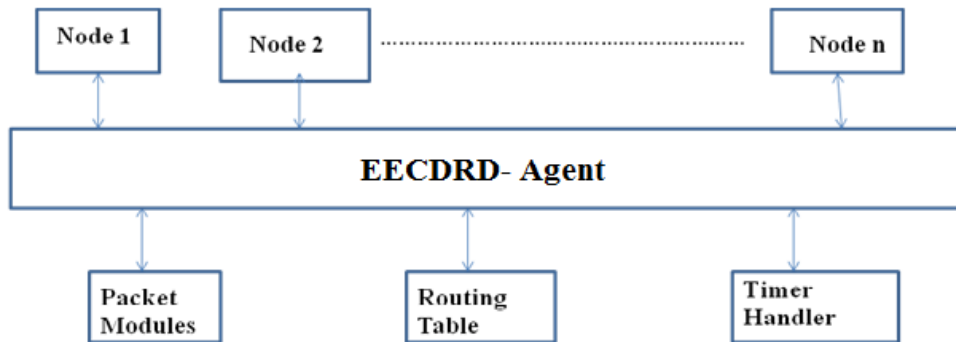 Node 1
Node 2
Node n
EECDRD- Agent
Packet
Modules
Routing
Table
Timer
Handler